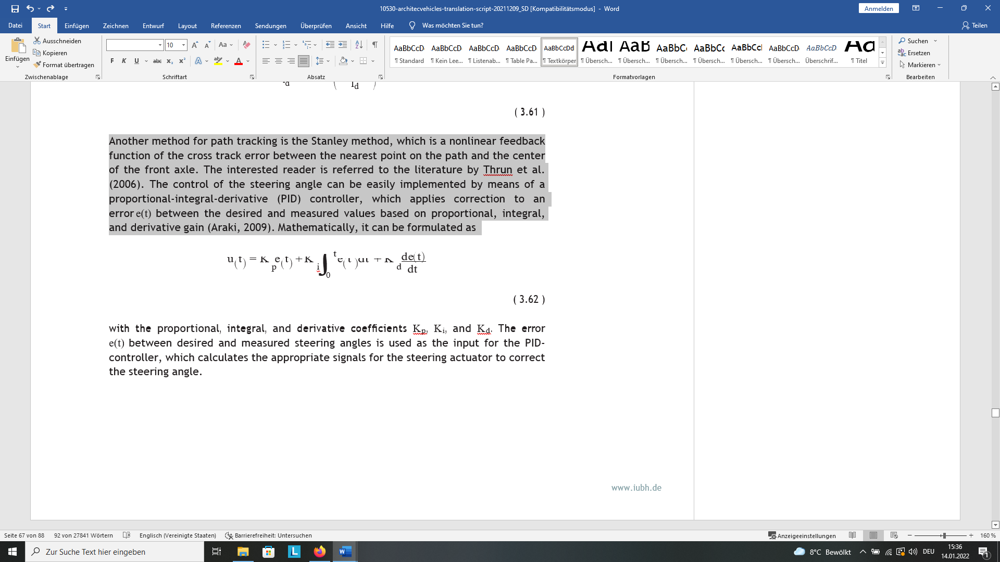 10530-architecvehicles-translation-script-20211209_SD [Kompatibilitätsmodus] - Word
Anmelden
Datei Start Einfügen Zeichnen Entwurf Layout Referenzen Sendungen Überprüfen Ansicht Hilfe Was möchten Sie tun? Teilen
Einfügen
Ausschneiden
Kopieren
Format übertragen
Zwischenablage
10
Aa
F K U abc x₂ x²
Schriftart
Absatz
AaBbCcD AaBbCcD AaBbCcD AaBbCcD AaBbCcDd AaI AaB AaBbC AaBbCc AaBbCcI AaBbCcD AaBbCcD Aa
¶ Standard ¶ Kein Lee... ¶ Listenab... ¶ Table Pa... ¶ Textkörper ¶ Übersch... ¶ Übersch... ¶ Übersch... ¶ Übersch... ¶ Übersch... ¶ Übersch... Überschrif... ¶ Titel
Formatvorlagen
Suchen
Ersetzen
Markieren
Bearbeiten
( 3.61 )
Another method for path tracking is the Stanley method, which is a nonlinear feedback
function of the cross track error between the nearest point on the path and the center
of the front axle. The interested reader is referred to the literature by Thrun et al.
(2006). The control of the steering angle can be easily implemented by means of a
proportional-integral-derivative (PID) controller, which applies correction to an
error e(t) between the desired and measured values based on proportional, integral,
and derivative gain (Araki, 2009). Mathematically, it can be formulated as
u(t) = K_p e(t) + K_i ∫_0^t e(t)dt + K_d de(t)/dt
( 3.62 )
with the proportional, integral, and derivative coefficients Kp, Ki, and Kd. The error
e(t) between desired and measured steering angles is used as the input for the PID-
controller, which calculates the appropriate signals for the steering actuator to correct
the steering angle.
www.iubh.de
Seite 67 von 88 92 von 27841 Wörtern Englisch (Vereinigte Staaten) Barrierefreiheit: Untersuchen Anzeigeeinstellungen 160 %
Zur Suche Text hier eingeben
L
8°C Bewölkt
DEU
15:36
14.01.2022
1